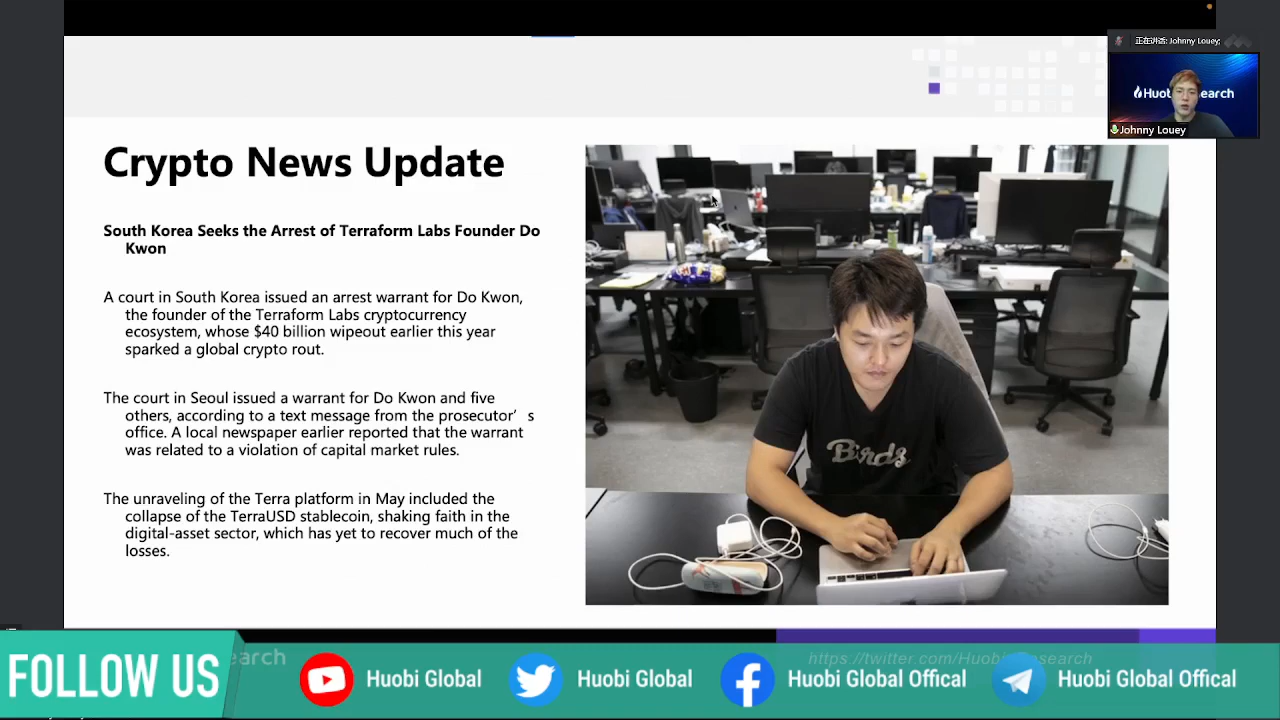 正在讲话: Johnny Louey;
Johnny Louey
Crypto News Update
South Korea Seeks the Arrest of Terraform Labs Founder Do
Kwon
A court in South Korea issued an arrest warrant for Do Kwon,
the founder of the Terraform Labs cryptocurrency
ecosystem, whose $40 billion wipeout earlier this year
sparked a global crypto rout.
The court in Seoul issued a warrant for Do Kwon and five
others, according to a text message from the prosecutor’s
office. A local newspaper earlier reported that the warrant
was related to a violation of capital market rules.
The unraveling of the Terra platform in May included the
collapse of the TerraUSD stablecoin, shaking faith in the
digital-asset sector, which has yet to recover much of the
losses.
Birds
FOLLOW US
Huobi Global
Huobi Global
Huobi Global Offical
Huobi Global Offical